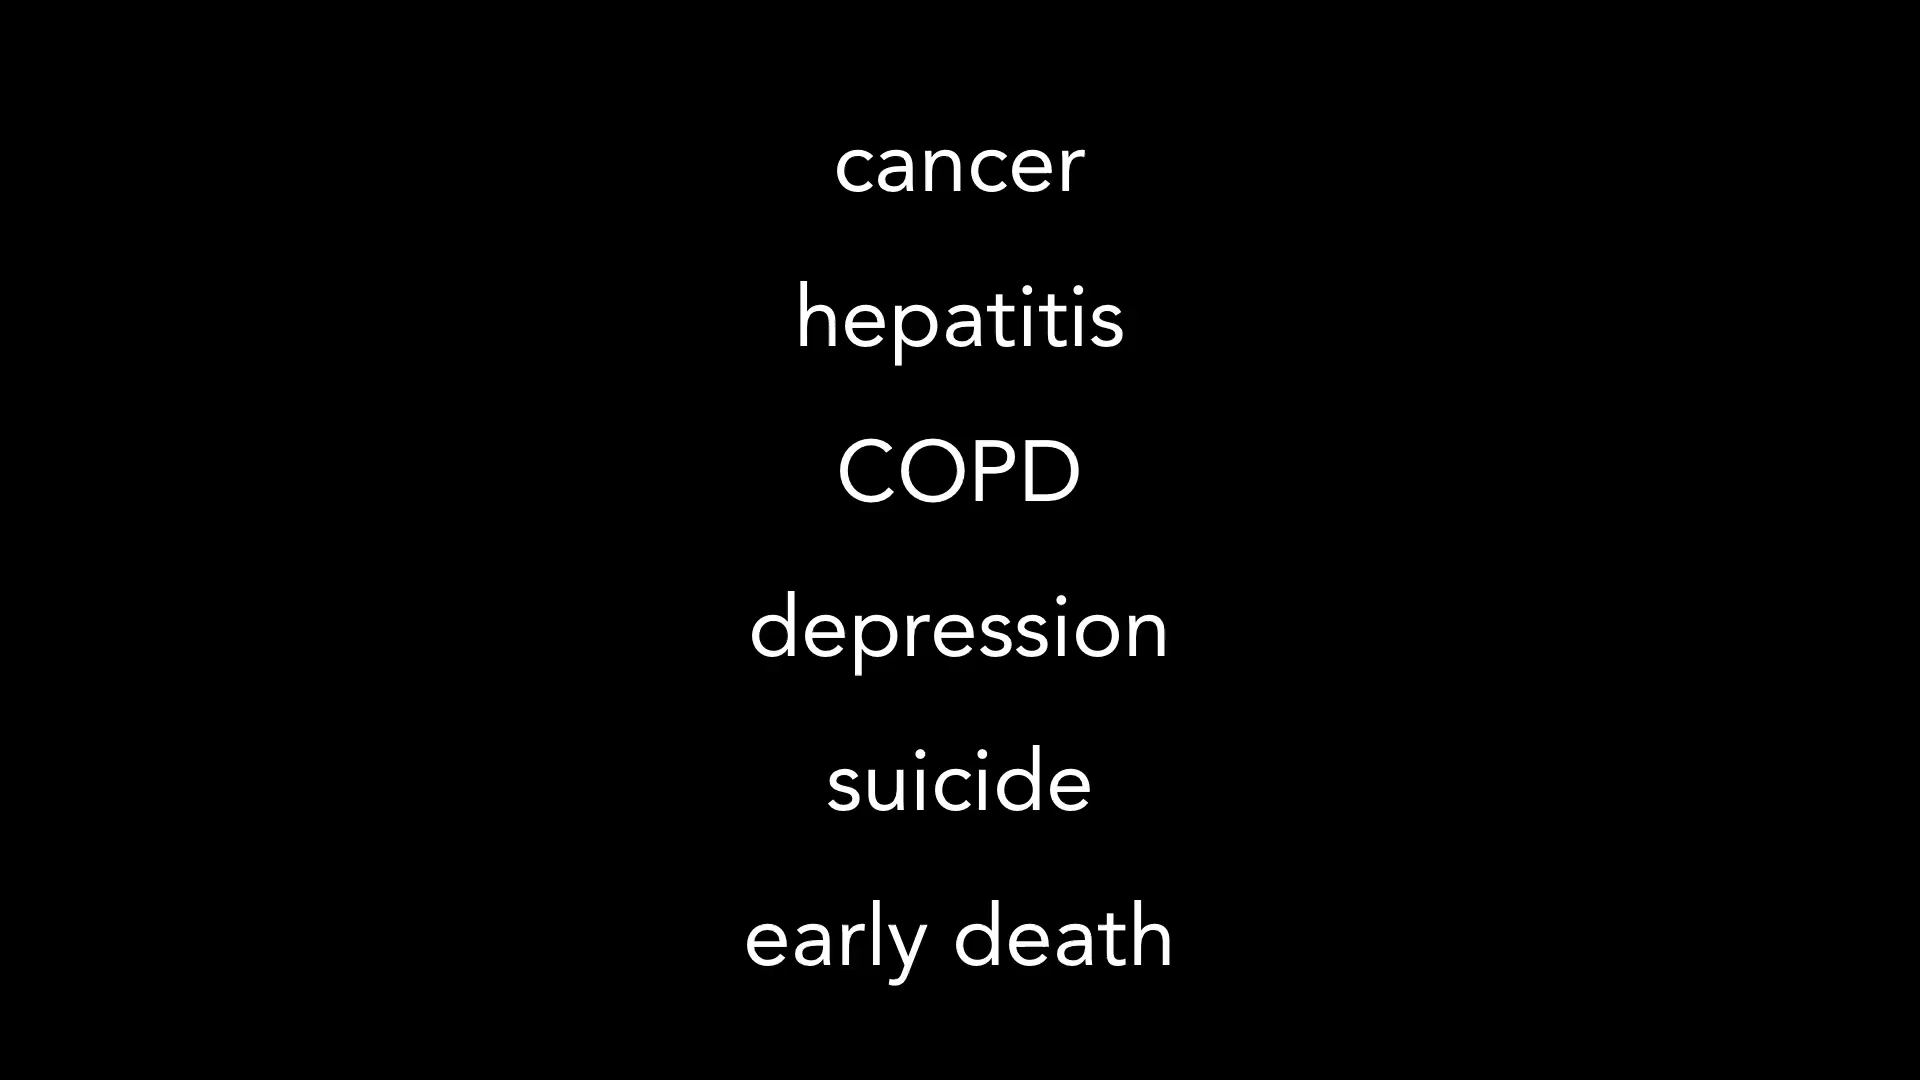 cancer
hepatitis
COPD
depression
suicide
early death